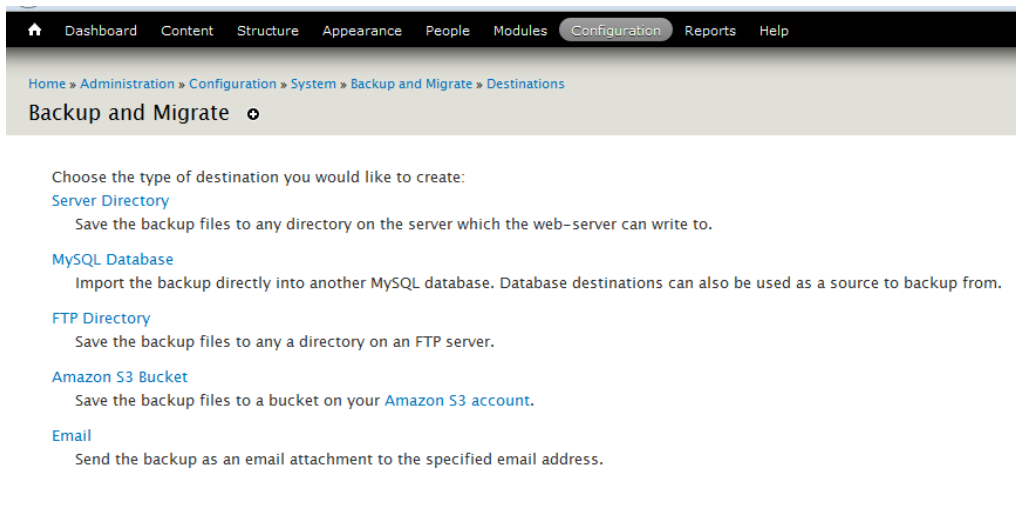 Dashboard Content Structure Appearance People Modules Configuration Reports Help
Home » Administration » Configuration » System » Backup and Migrate » Destinations
Backup and Migrate
Choose the type of destination you would like to create:
Server Directory
Save the backup files to any directory on the server which the web-server can write to.
MySQL Database
Import the backup directly into another MySQL database. Database destinations can also be used as a source to backup from.
FTP Directory
Save the backup files to any a directory on an FTP server.
Amazon S3 Bucket
Save the backup files to a bucket on your Amazon S3 account.
Email
Send the backup as an email attachment to the specified email address.